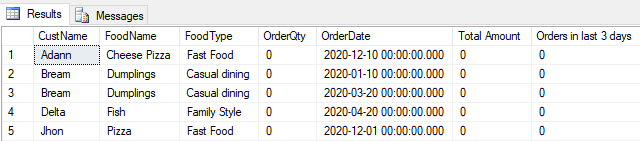 Results Messages
CustName FoodName FoodType OrderQty OrderDate Total Amount Orders in last 3 days
1 Adann Cheese Pizza Fast Food 0 2020-12-10 00:00:00.000 0 0
2 Bream Dumplings Casual dining 0 2020-01-10 00:00:00.000 0 0
3 Bream Dumplings Casual dining 0 2020-03-20 00:00:00.000 0 0
4 Delta Fish Family Style 0 2020-04-20 00:00:00.000 0 0
5 Jhon Pizza Fast Food 0 2020-12-01 00:00:00.000 0 0